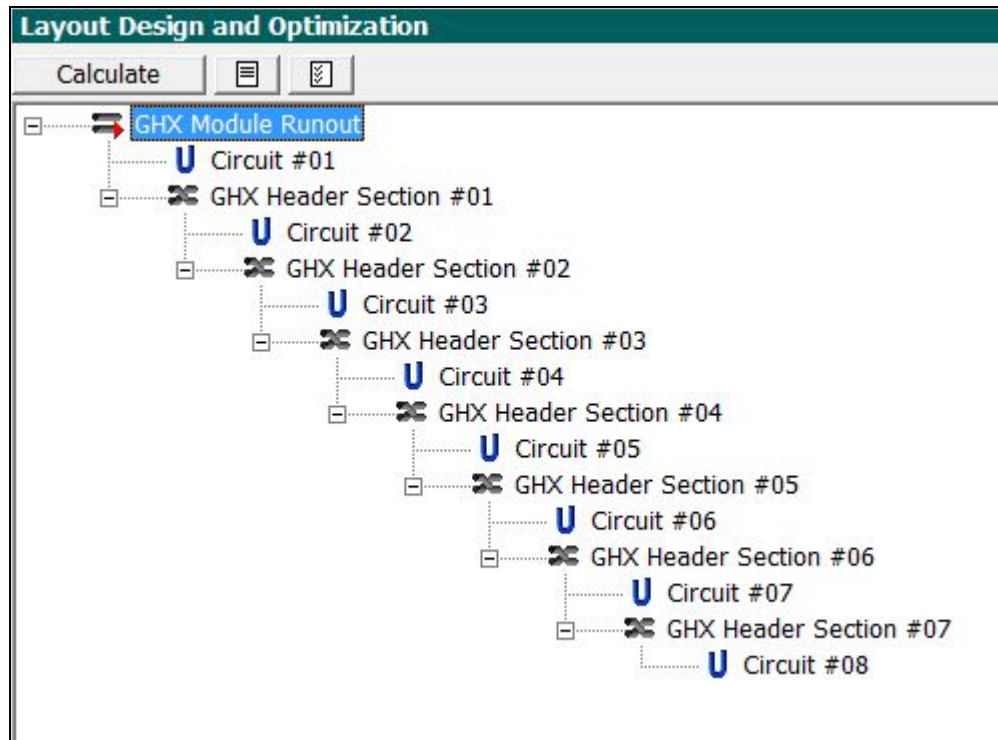 Layout Design and Optimization
Calculate
GHX Module Runout
Circuit #01
GHX Header Section #01
Circuit #02
GHX Header Section #02
Circuit #03
GHX Header Section #03
Circuit #04
GHX Header Section #04
Circuit #05
GHX Header Section #05
Circuit #06
GHX Header Section #06
Circuit #07
GHX Header Section #07
Circuit #08